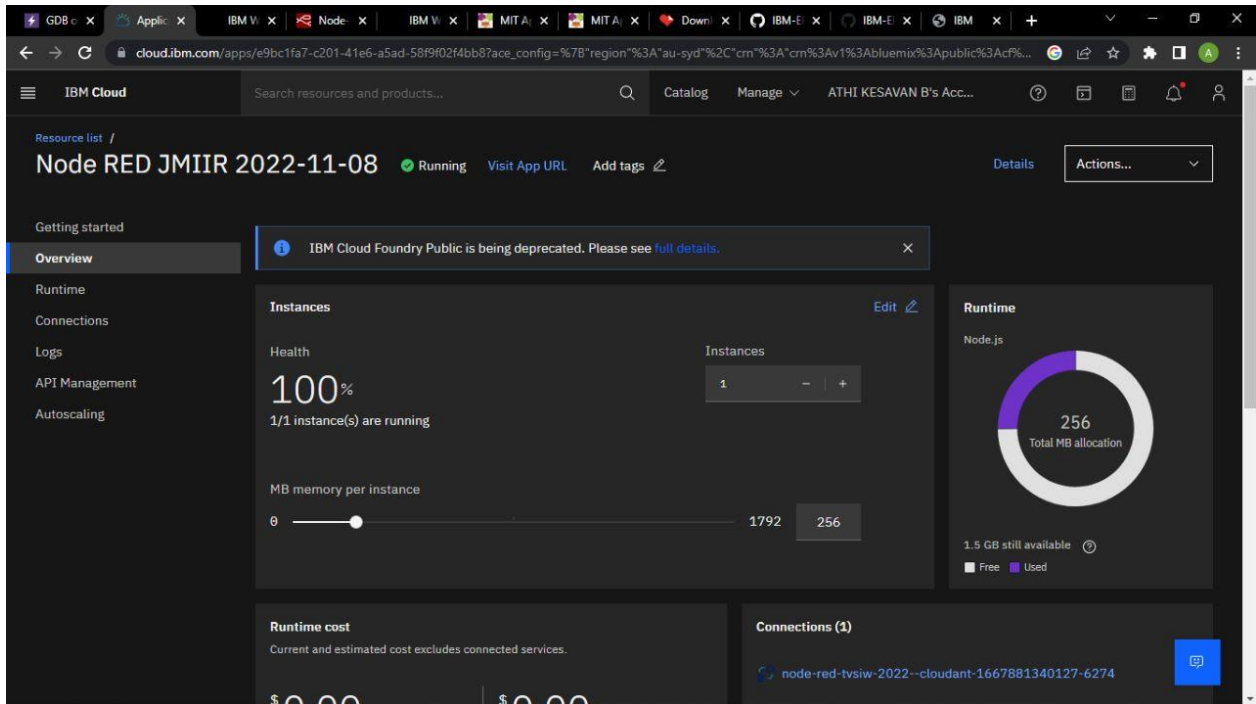 GDB o
Applic
IBM W
Node-
IBM W
MIT A
MIT A
Downl
IBM-E
IBM-E
IBM
cloud.ibm.com/apps/e9bc1fa7-c201-41e6-a5ad-58f9f02f4bb8?ace_config=%7B"region"%3A"au-syd"%2C"crn"%3A"crn%3Av1%3Abluemix%3Apublic%3Acf%...
A
IBM Cloud
Search resources and products...
Catalog
Manage
ATHI KESAVAN B's Acc...
Resource list /
Node RED JMIIR 2022-11-08
Running
Visit App URL
Add tags
Details
Actions...
Getting started
Overview
Runtime
Connections
Logs
API Management
Autoscaling
IBM Cloud Foundry Public is being deprecated. Please see full details.
Instances
Edit
Health
100%
1/1 instance(s) are running
Instances
1
MB memory per instance
0
1792
256
Runtime
Node.js
256
Total MB allocation
1.5 GB still available
Free
Used
Runtime cost
Current and estimated cost excludes connected services.
Connections (1)
node-red-tvsiw-2022--cloudant-1667881340127-6274